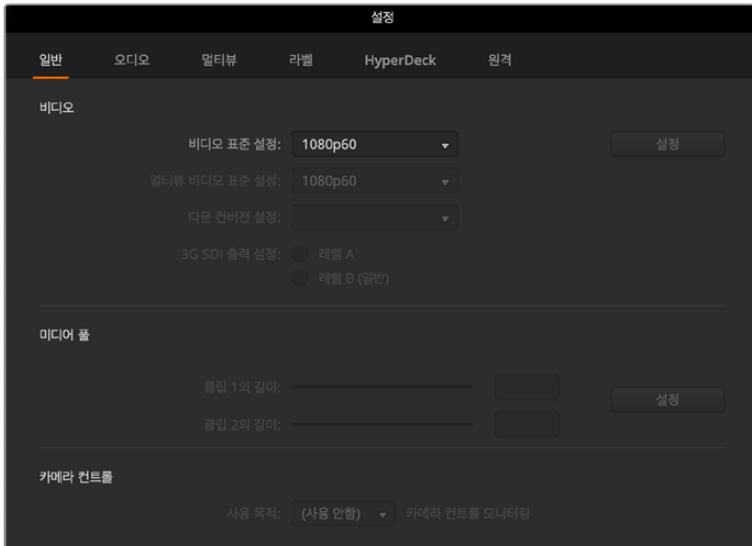 설정
일반 오디오 멀티뷰 라벨 HyperDeck 원격
비디오
비디오 표준 설정: 1080p60 설정
멀티뷰 비디오 표준 설정: 1080p60
다운 컨버전 설정:
3G SDI 출력 설정: 레벨 A
레벨 B (일반)
미디어 풀
클립 1의 길이:
설정
클립 2의 길이:
카메라 컨트롤
사용 목적: (사용 안함) 카메라 컨트롤 모니터링